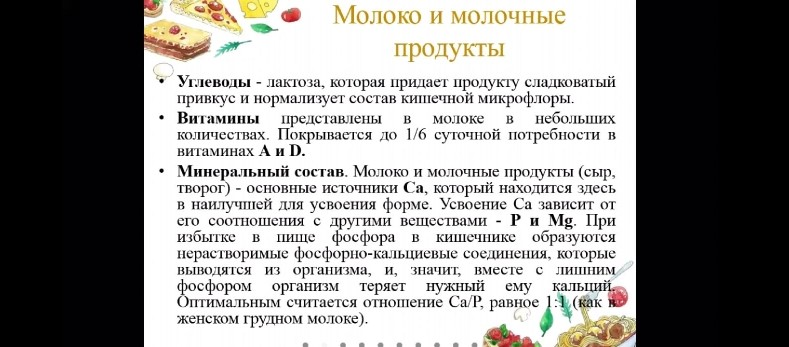 Молоко и молочные
продукты
• Углеводы - лактоза, которая придает продукту сладковатый
привкус и нормализует состав кишечной микрофлоры.
• Витамины представлены в молоке в небольших
количествах. Покрывается до 1/6 суточной потребности в
витаминах А и D.
• Минеральный состав. Молоко и молочные продукты (сыр,
творог) - основные источники Са, который находится здесь
в наилучшей для усвоения форме. Усвоение Са зависит от
его соотношения с другими веществами - Р и Mg. При
избытке в пище фосфора в кишечнике образуются
нерастворимые фосфорно-кальциевые соединения, которые
выводятся из организма, и, значит, вместе с лишним
фосфором организм теряет нужный ему кальций.
Оптимальным считается отношение Са/Р, равное 1:1 (как в
женском грудном молоке).